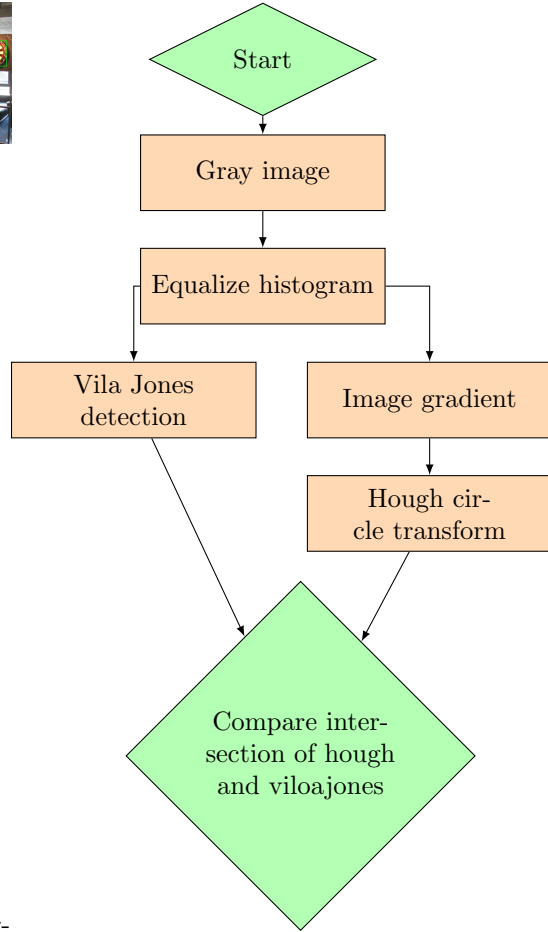 Start
Gray image
Equalize histogram
Vila Jones
detection
Image gradient
Hough cir-
cle transform
Compare inter-
section of hough
and viloajones